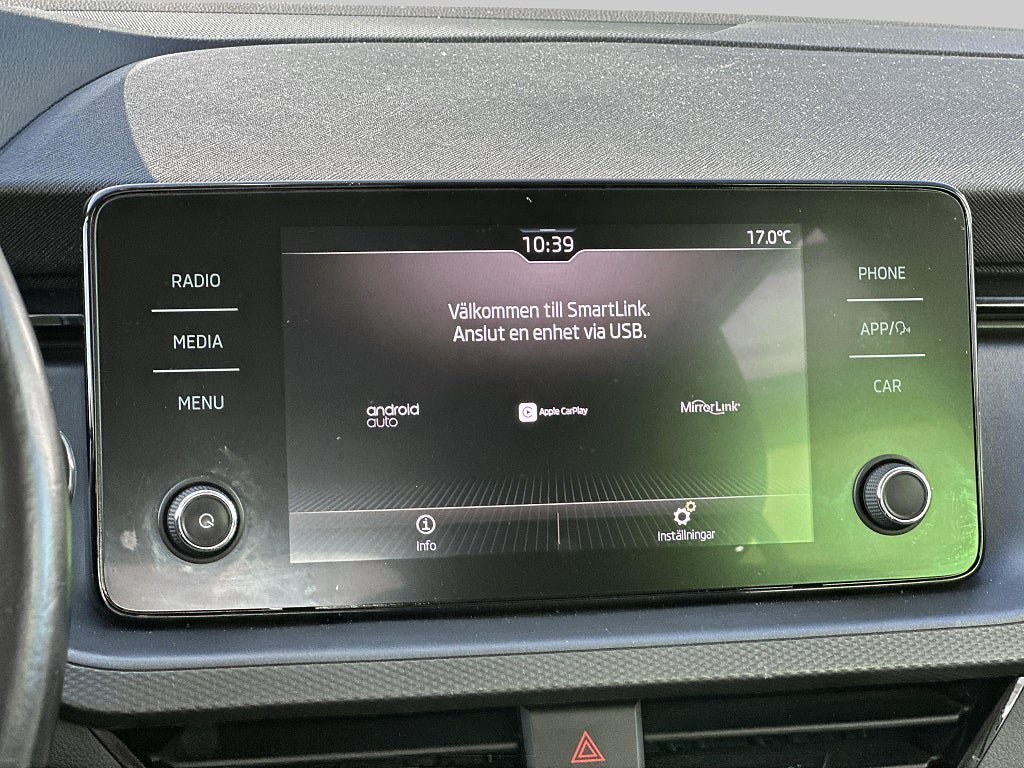 10:39
17.0°C
RADIO
MEDIA
MENU
Välkommen till SmartLink.
Anslut en enhet via USB.
android
auto
Apple CarPlay
MirrorLink
Info
Inställningar
PHONE
APP/
CAR